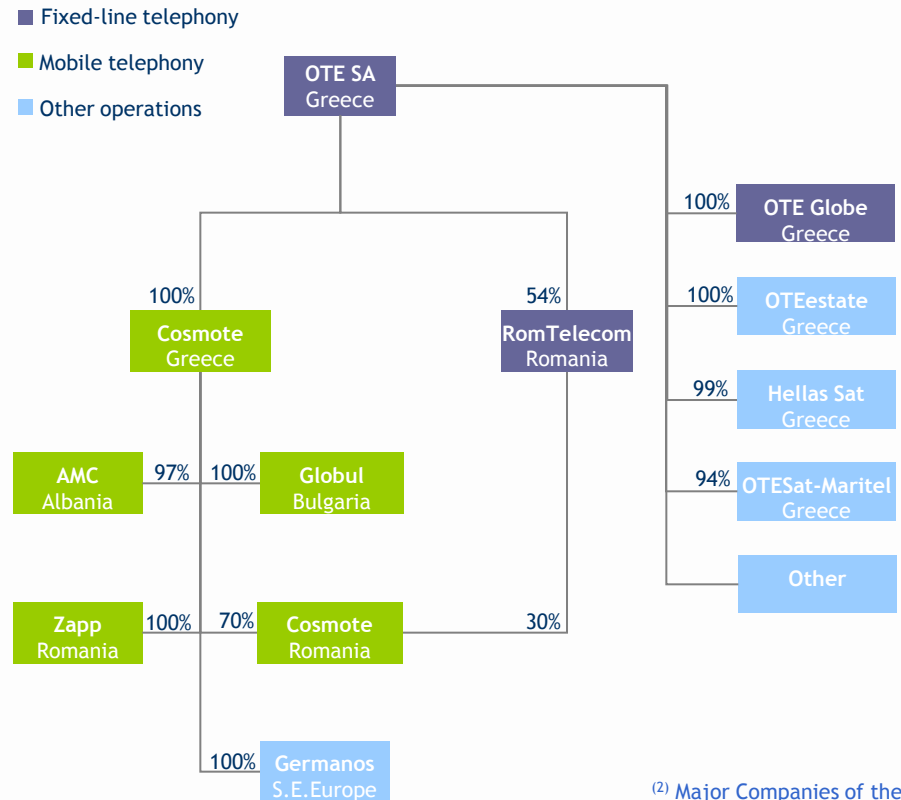 Fixed-line telephony
Mobile telephony
Other operations
OTE SA
Greece
100%
OTE Globe
Greece
100%
OTEestate
Greece
100%
54%
Cosmote
Greece
RomTelecom
Romania
99%
Hellas Sat
Greece
AMC
Albania
97%
100%
Globul
Bulgaria
94%
OTESat-Maritel
Greece
Other
Zapp
Romania
100%
70%
Cosmote
Romania
30%
100%
Germanos
S.E.Europe
(2) Major Companies of the